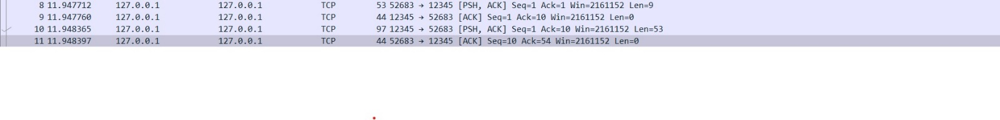 8 11.947712 127.0.0.1 127.0.0.1 TCP 53 52683 → 12345 [PSH, ACK] Seq=1 Ack=1 Win=2161152 Len=9
9 11.947760 127.0.0.1 127.0.0.1 TCP 44 12345 → 52683 [ACK] Seq=1 Ack=10 Win=2161152 Len=0
10 11.948365 127.0.0.1 127.0.0.1 TCP 97 12345 → 52683 [PSH, ACK] Seq=1 Ack=10 Win=2161152 Len=53
11 11.948397 127.0.0.1 127.0.0.1 TCP 44 52683 → 12345 [ACK] Seq=10 Ack=54 Win=2161152 Len=0